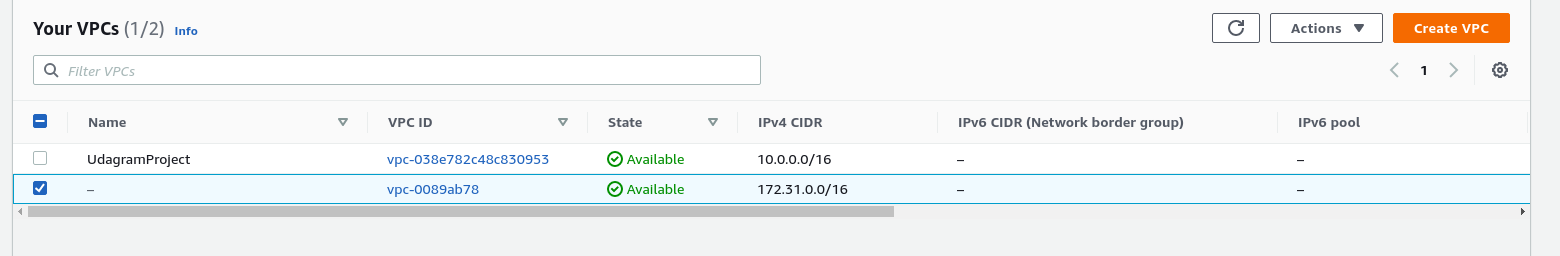 Your VPCs (1/2) Info Actions Create VPC
Filter VPCs 1
Name VPC ID State IPv4 CIDR IPv6 CIDR (Network border group) IPv6 pool
UdagramProject vpc-038e782c48c830953 Available 10.0.0.0/16 – –
– vpc-0089ab78 Available 172.31.0.0/16 – –